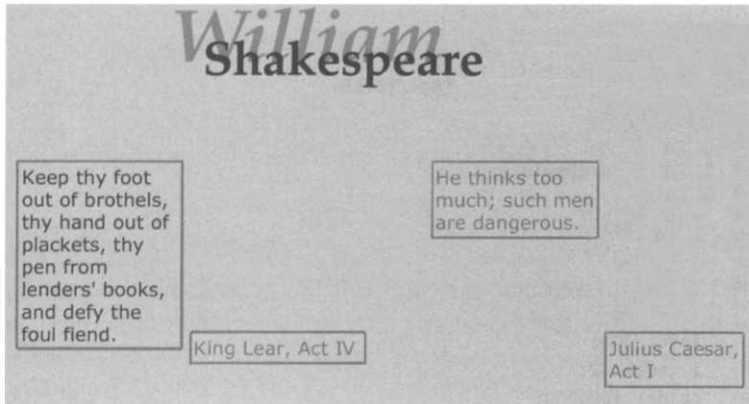 William
Shakespeare
Keep thy foot
out of brothels,
thy hand out of
plackets, thy
pen from
lenders' books,
and defy the
foul fiend.
King Lear, Act IV
He thinks too
much; such men
are dangerous.
Julius Caesar,
Act I